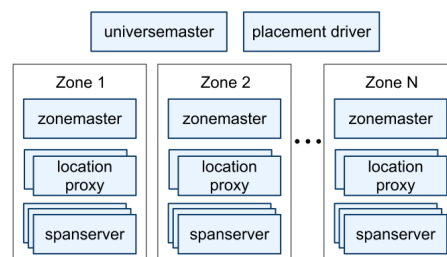 universemaster
placement driver
Zone 1
zonemaster
location
proxy
spanserver
Zone 2
zonemaster
location
proxy
spanserver
...
Zone N
zonemaster
location
proxy
spanserver